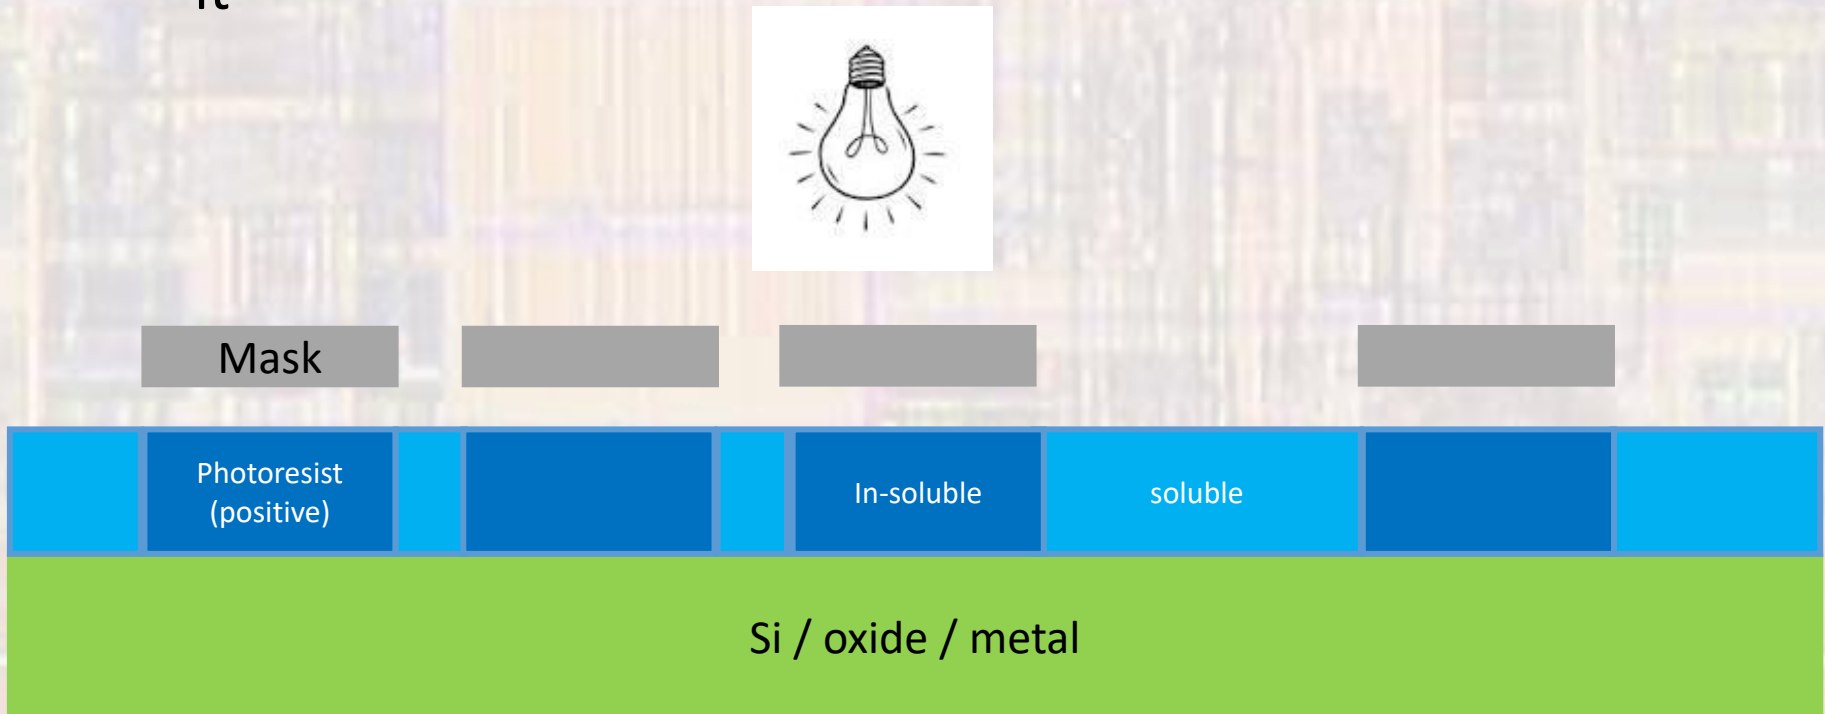 Mask
Photoresist
(positive)
In-soluble
soluble
Si / oxide / metal